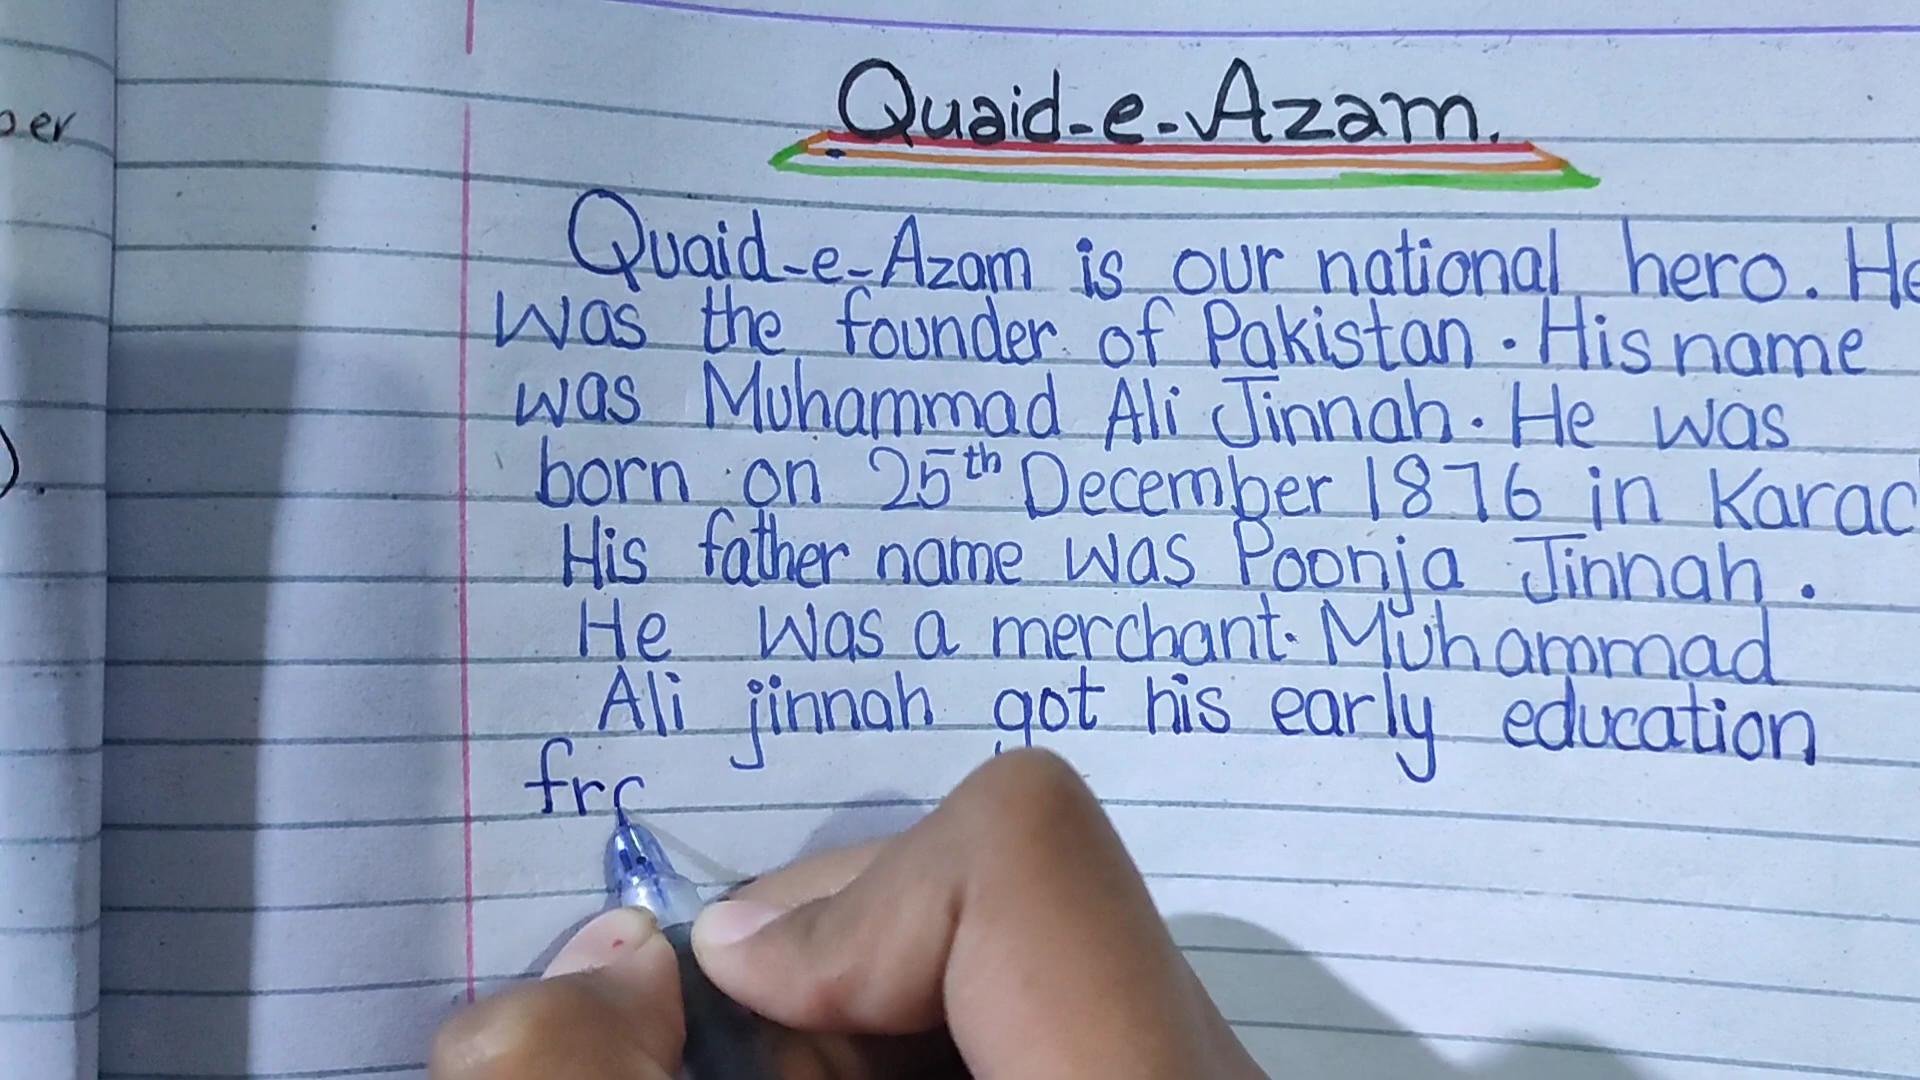 Quaid-e-Azam.
Quaid-e-Azam is our national hero. He
was the founder of Pakistan. His name
was Muhammad Ali Jinnah. He was
born on 25th December 1876 in Karac
His father name was Poonja Jinnah.
He was a merchant. Muhammad
Ali jinnah got his early education
fr